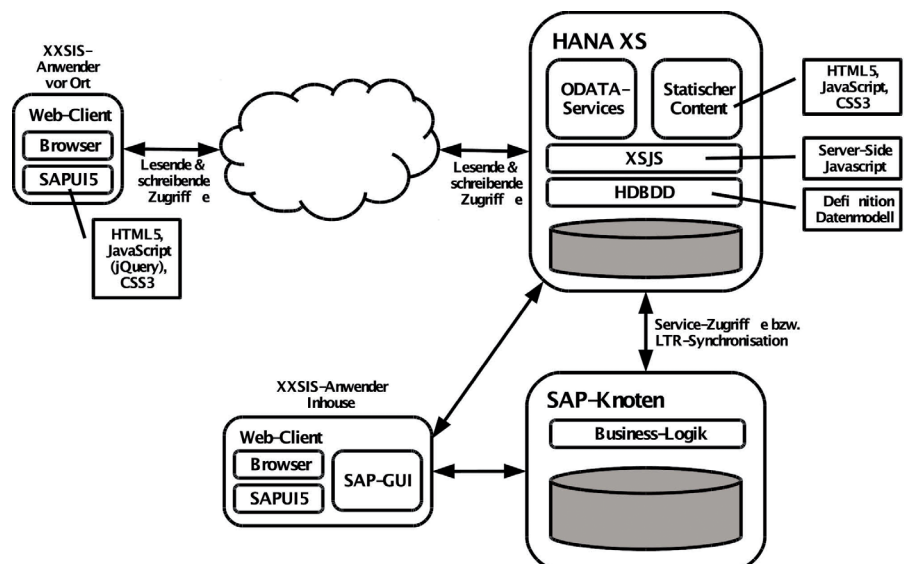 XXSIS-
Anwender
vor Ort
Web-Client
Browser
SAPUI5
HTML5,
JavaScript
(jQuery),
CSS3
Lesende &
schreibende
Zugriff e
Lesende &
schreibende
Zugriff e
HANA XS
ODATA-
Services
Statischer
Content
XSJS
HDBDD
HTML5,
JavaScript,
CSS3
Server-Side
Javascript
Defi nition
Datenmodell
Service-Zugriff e bzw.
LTR-Synchronisation
XXSIS-Anwender
Inhouse
Web-Client
Browser
SAPUI5
SAP-GUI
SAP-Knoten
Business-Logik